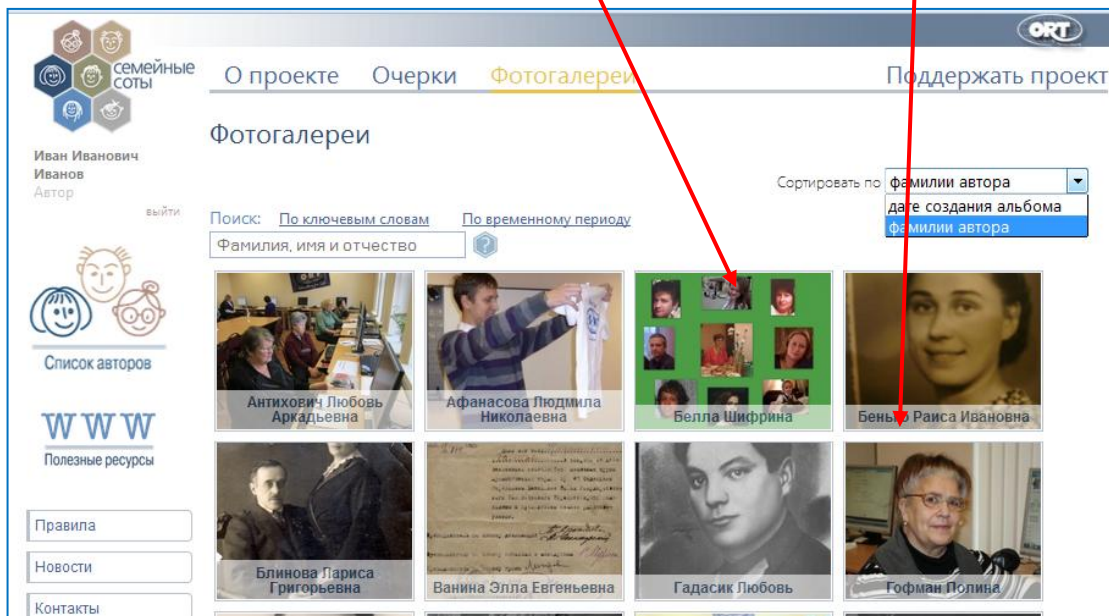 ORT
семейные
соты
О проекте Очерки Фотогалереи Поддержать проект
Фотогалереи
Иван Иванович
Иванов
Автор
выйти
Сортировать по фамилии автора
дате создания альбома
фамилии автора
Поиск: По ключевым словам По временному периоду
Фамилия, имя и отчество ?
Список авторов
WWW
Полезные ресурсы
Правила
Новости
Контакты
Антихович Любовь
Аркадьевна
Афанасова Людмила
Николаевна
Белла Шифрина
Бенько Раиса Ивановна
Блинова Лариса
Григорьевна
Ванина Элла Евгеньевна
Гадасик Любовь
Гофман Полина